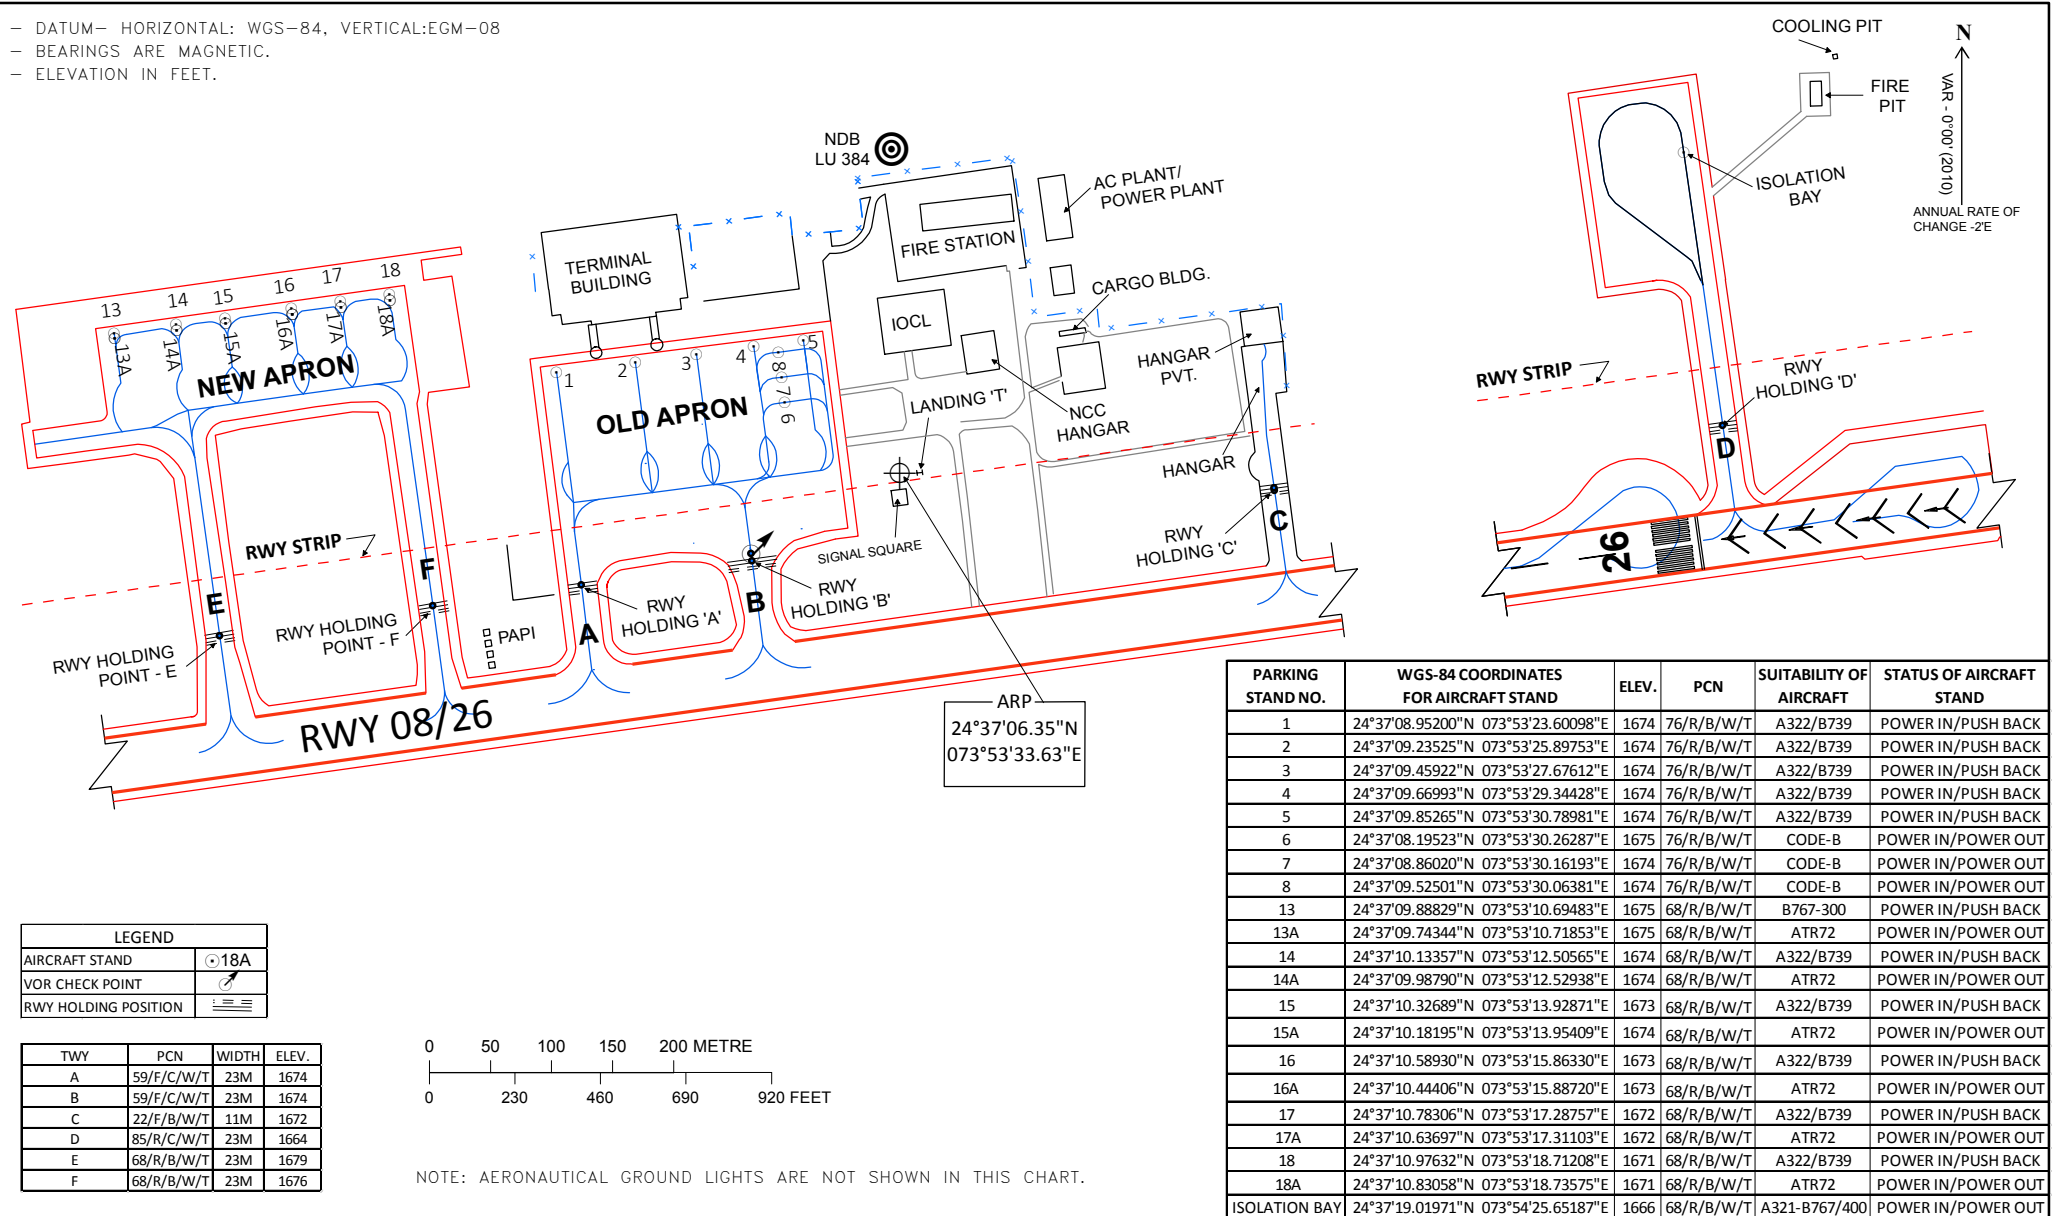 — DATUM— HORIZONTAL: WGS—84, VERTICAL:EGM—08
— BEARINGS ARE MAGNETIC.
— ELEVATION IN FEET.
COOLING PIT
FIRE
PIT
N
VAR - 0°00' (2010)
ANNUAL RATE OF
CHANGE -2'E
ISOLATION
BAY
NDB
LU 384
AC PLANT/
POWER PLANT
FIRE STATION
TERMINAL
BUILDING
CARGO BLDG.
IOCL
HANGAR
PVT.
NCC
HANGAR
LANDING 'T'
HANGAR
13
14
15
16
17
18
13A
14A
15A
16A
17A
18A
NEW APRON
1
2
3
4
5
8
7
6
OLD APRON
RWY STRIP
RWY
HOLDING 'D'
D
RWY STRIP
SIGNAL SQUARE
RWY
HOLDING 'C'
C
26
E
F
RWY HOLDING
POINT - E
RWY HOLDING
POINT - F
PAPI
A
RWY
HOLDING 'A'
B
RWY
HOLDING 'B'
RWY 08/26
ARP
24°37'06.35"N
073°53'33.63"E
PARKING STAND NO. WGS-84 COORDINATES FOR AIRCRAFT STAND ELEV. PCN SUITABILITY OF AIRCRAFT STATUS OF AIRCRAFT STAND
1 24°37'08.95200"N 073°53'23.60098"E 1674 76/R/B/W/T A322/B739 POWER IN/PUSH BACK
2 24°37'09.23525"N 073°53'25.89753"E 1674 76/R/B/W/T A322/B739 POWER IN/PUSH BACK
3 24°37'09.45922"N 073°53'27.67612"E 1674 76/R/B/W/T A322/B739 POWER IN/PUSH BACK
4 24°37'09.66993"N 073°53'29.34428"E 1674 76/R/B/W/T A322/B739 POWER IN/PUSH BACK
5 24°37'09.85265"N 073°53'30.78981"E 1674 76/R/B/W/T A322/B739 POWER IN/PUSH BACK
6 24°37'08.19523"N 073°53'30.26287"E 1675 76/R/B/W/T CODE-B POWER IN/POWER OUT
7 24°37'08.86020"N 073°53'30.16193"E 1674 76/R/B/W/T CODE-B POWER IN/POWER OUT
8 24°37'09.52501"N 073°53'30.06381"E 1674 76/R/B/W/T CODE-B POWER IN/POWER OUT
13 24°37'09.88829"N 073°53'10.69483"E 1675 68/R/B/W/T B767-300 POWER IN/PUSH BACK
13A 24°37'09.74344"N 073°53'10.71853"E 1675 68/R/B/W/T ATR72 POWER IN/POWER OUT
14 24°37'10.13357"N 073°53'12.50565"E 1674 68/R/B/W/T A322/B739 POWER IN/PUSH BACK
14A 24°37'09.98790"N 073°53'12.52938"E 1674 68/R/B/W/T ATR72 POWER IN/POWER OUT
15 24°37'10.32689"N 073°53'13.92871"E 1673 68/R/B/W/T A322/B739 POWER IN/PUSH BACK
15A 24°37'10.18195"N 073°53'13.95409"E 1674 68/R/B/W/T ATR72 POWER IN/POWER OUT
16 24°37'10.58930"N 073°53'15.86330"E 1673 68/R/B/W/T A322/B739 POWER IN/PUSH BACK
16A 24°37'10.44406"N 073°53'15.88720"E 1673 68/R/B/W/T ATR72 POWER IN/POWER OUT
17 24°37'10.78306"N 073°53'17.28757"E 1672 68/R/B/W/T A322/B739 POWER IN/PUSH BACK
17A 24°37'10.63697"N 073°53'17.31103"E 1672 68/R/B/W/T ATR72 POWER IN/POWER OUT
18 24°37'10.97632"N 073°53'18.71208"E 1671 68/R/B/W/T A322/B739 POWER IN/PUSH BACK
18A 24°37'10.83058"N 073°53'18.73575"E 1671 68/R/B/W/T ATR72 POWER IN/POWER OUT
ISOLATION BAY 24°37'19.01971"N 073°54'25.65187"E 1666 68/R/B/W/T A321-B767/400 POWER IN/POWER OUT
LEGEND
AIRCRAFT STAND 18A
VOR CHECK POINT
RWY HOLDING POSITION
TWY PCN WIDTH ELEV.
A 59/F/C/W/T 23M 1674
B 59/F/C/W/T 23M 1674
C 22/F/B/W/T 11M 1672
D 85/R/C/W/T 23M 1664
E 68/R/B/W/T 23M 1679
F 68/R/B/W/T 23M 1676
0 50 100 150 200 METRE
0 230 460 690 920 FEET
NOTE: AERONAUTICAL GROUND LIGHTS ARE NOT SHOWN IN THIS CHART.